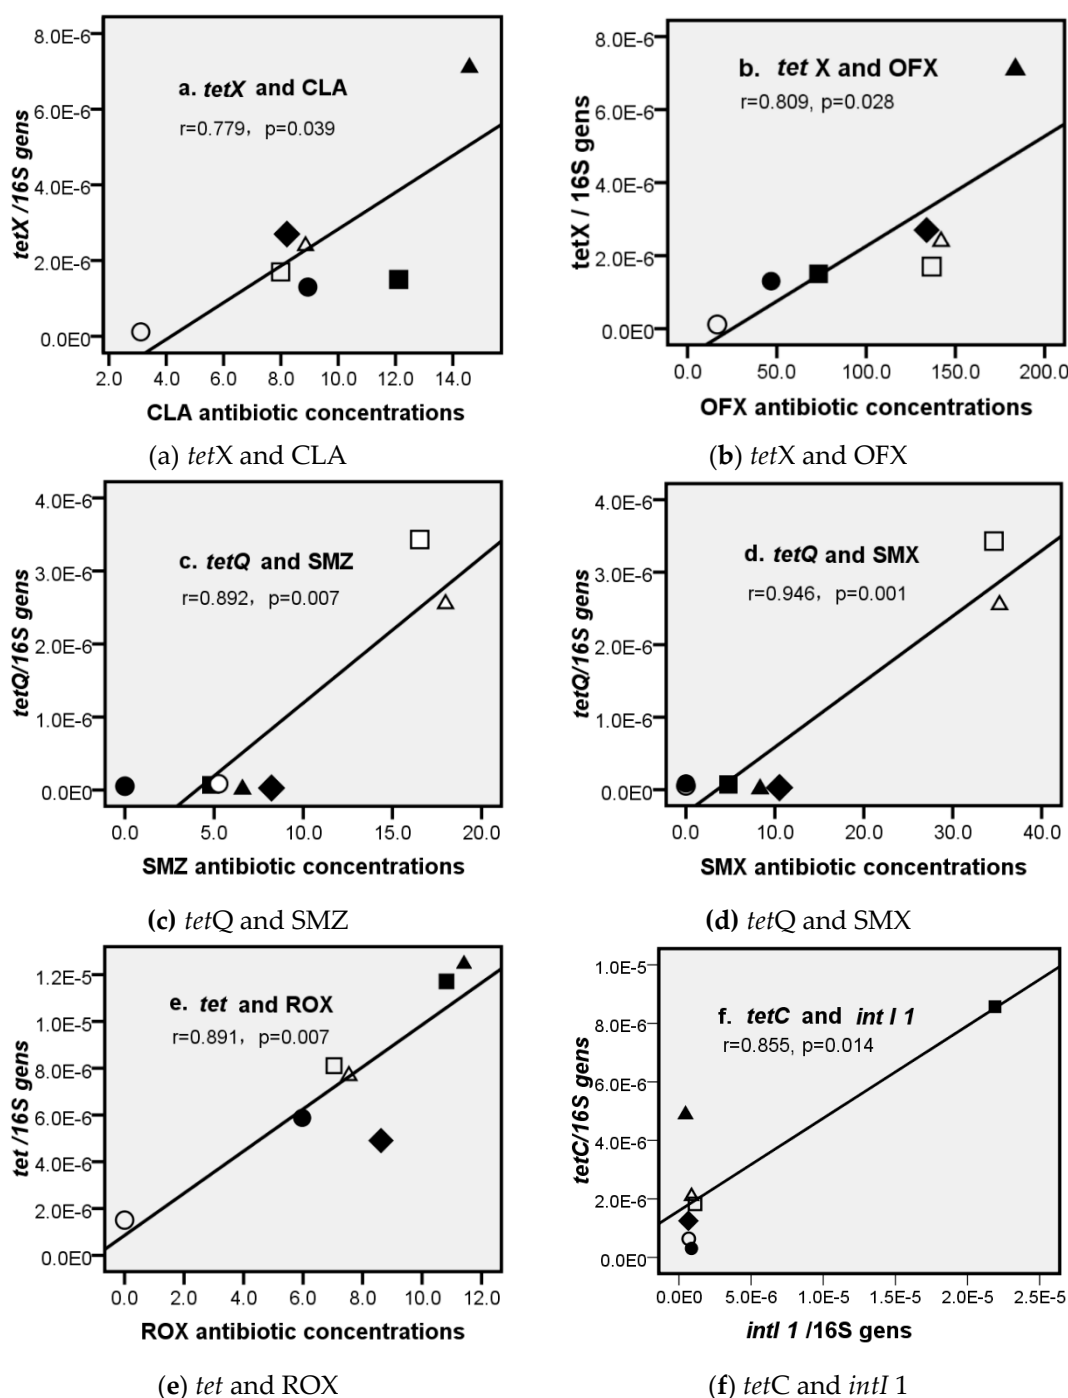 8.0E-6
6.0E-6
4.0E-6
2.0E-6
0.0E0
tetX /16S gens
a. tetX and CLA
r=0.779, p=0.039
2.0 4.0 6.0 8.0 10.0 12.0 14.0
CLA antibiotic concentrations
(a) tetX and CLA
8.0E-6
6.0E-6
4.0E-6
2.0E-6
0.0E0
tetX / 16S gens
b. tet X and OFX
r=0.809, p=0.028
0.0 50.0 100.0 150.0 200.0
OFX antibiotic concentrations
(b) tetX and OFX
4.0E-6
3.0E-6
2.0E-6
1.0E-6
0.0E0
tetQ/16S gens
c. tetQ and SMZ
r=0.892, p=0.007
0.0 5.0 10.0 15.0 20.0
SMZ antibiotic concentrations
(c) tetQ and SMZ
4.0E-6
3.0E-6
2.0E-6
1.0E-6
0.0E0
tetQ/16S gens
d. tetQ and SMX
r=0.946, p=0.001
0.0 10.0 20.0 30.0 40.0
SMX antibiotic concentrations
(d) tetQ and SMX
1.2E-5
1.0E-5
8.0E-6
6.0E-6
4.0E-6
2.0E-6
0.0E0
tet /16S gens
e. tet and ROX
r=0.891, p=0.007
0.0 2.0 4.0 6.0 8.0 10.0 12.0
ROX antibiotic concentrations
(e) tet and ROX
1.0E-5
8.0E-6
6.0E-6
4.0E-6
2.0E-6
0.0E0
tetC/16S gens
f. tetC and int I 1
r=0.855, p=0.014
0.0E0 5.0E-6 1.0E-5 1.5E-5 2.0E-5 2.5E-5
intI 1 /16S gens
(f) tetC and intI 1